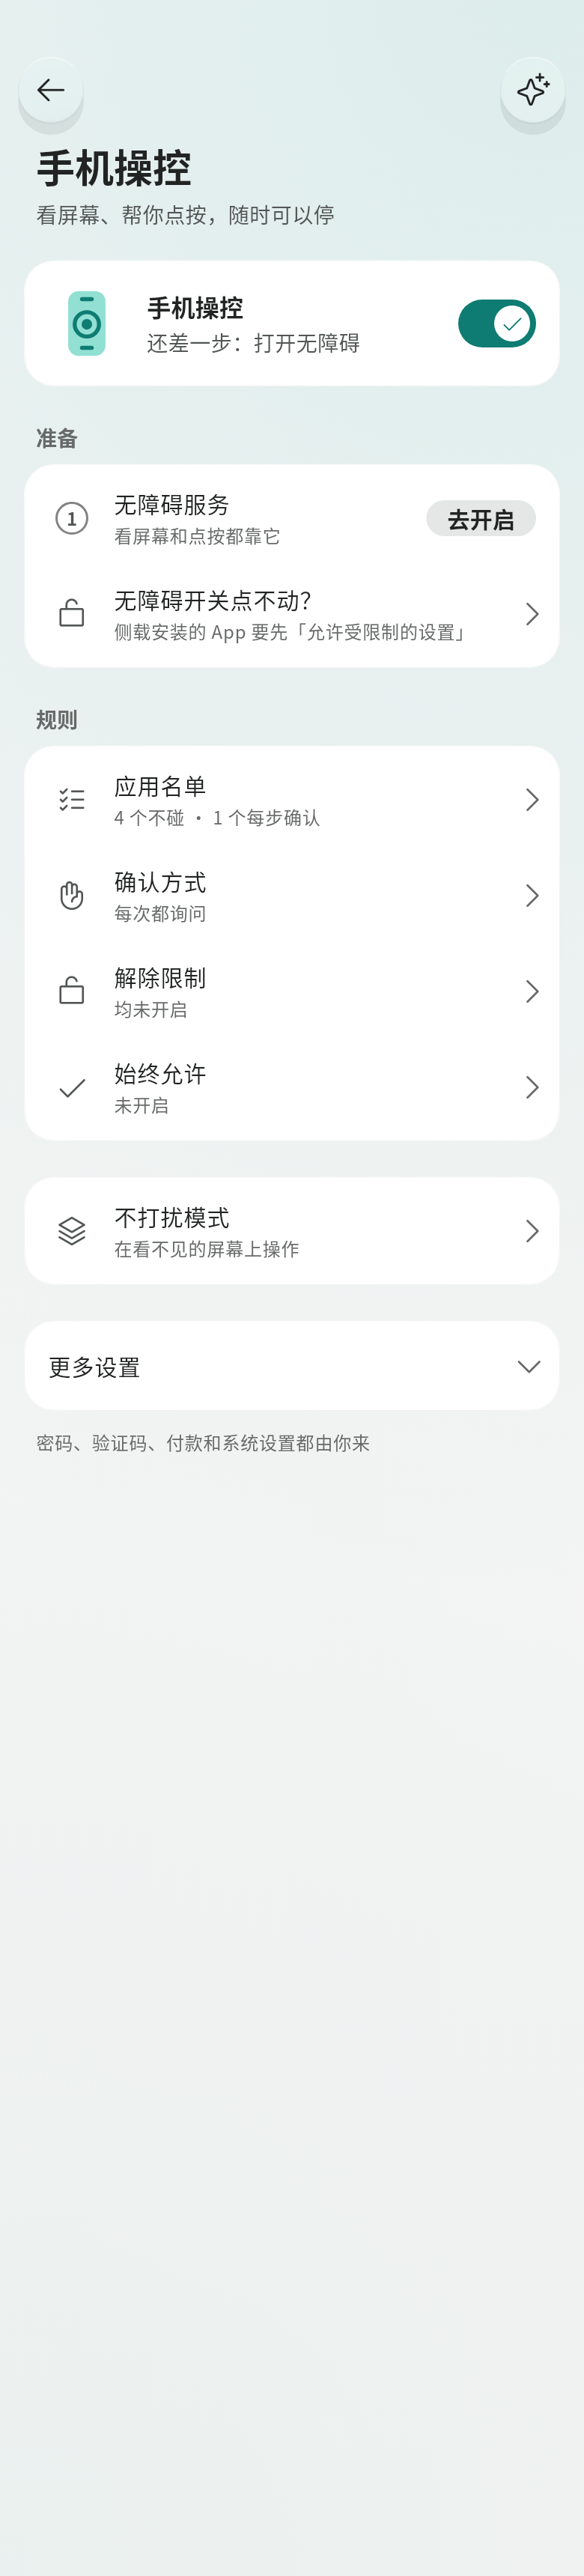 手机操控
看屏幕、帮你点按，随时可以停
手机操控
还差一步：打开无障碍
准备
1
无障碍服务
看屏幕和点按都靠它
去开启
无障碍开关点不动？
侧载安装的 App 要先「允许受限制的设置」
规则
应用名单
4 个不碰 · 1 个每步确认
确认方式
每次都询问
解除限制
均未开启
始终允许
未开启
不打扰模式
在看不见的屏幕上操作
更多设置
密码、验证码、付款和系统设置都由你来